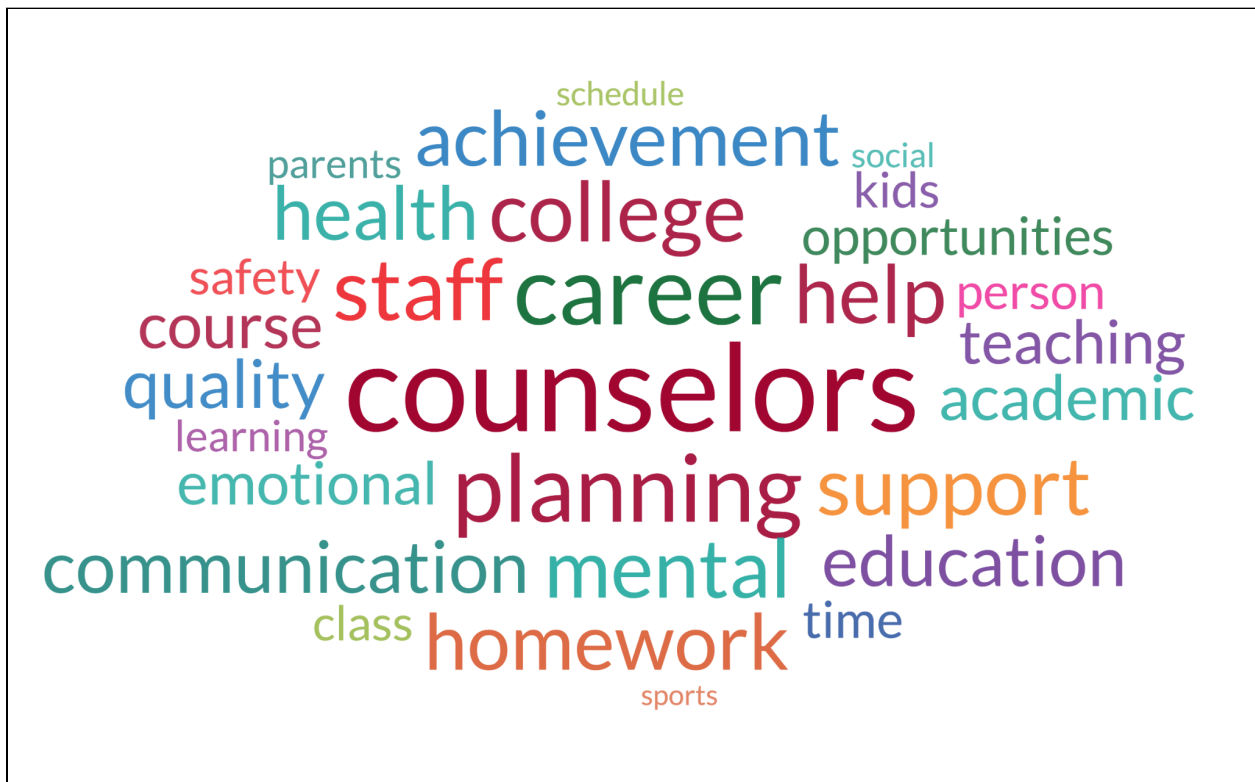 schedule
achievement
parents social
health college kids
opportunities
safety staff career help person
course teaching
quality counselors academic
learning
emotional planning support
communication mental education
class homework time
sports